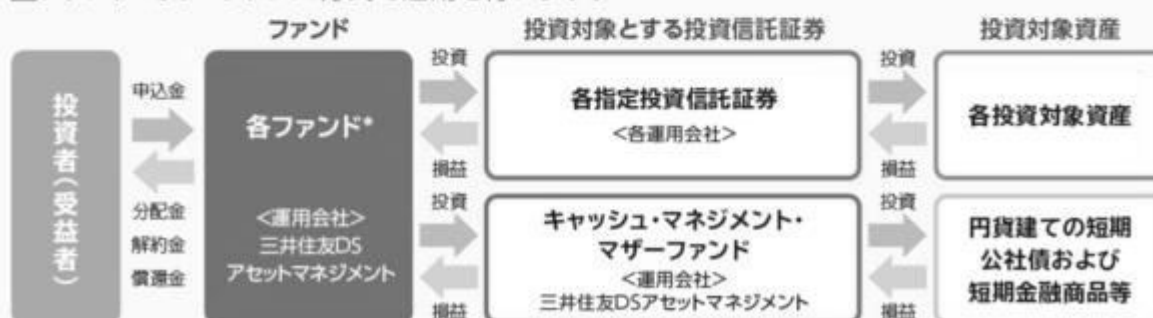 ファンド
投資対象とする投資信託証券
投資対象資産
投資者(受益者)
申込金
分配金
解約金
償還金
各ファンド*
<運用会社>
三井住友DS
アセットマネジメント
投資
損益
投資
損益
各指定投資信託証券
<各運用会社>
キャッシュ・マネジメント・
マザーファンド
<運用会社>
三井住友DSアセットマネジメント
投資
損益
投資
損益
各投資対象資産
円貨建ての短期
公社債および
短期金融商品等